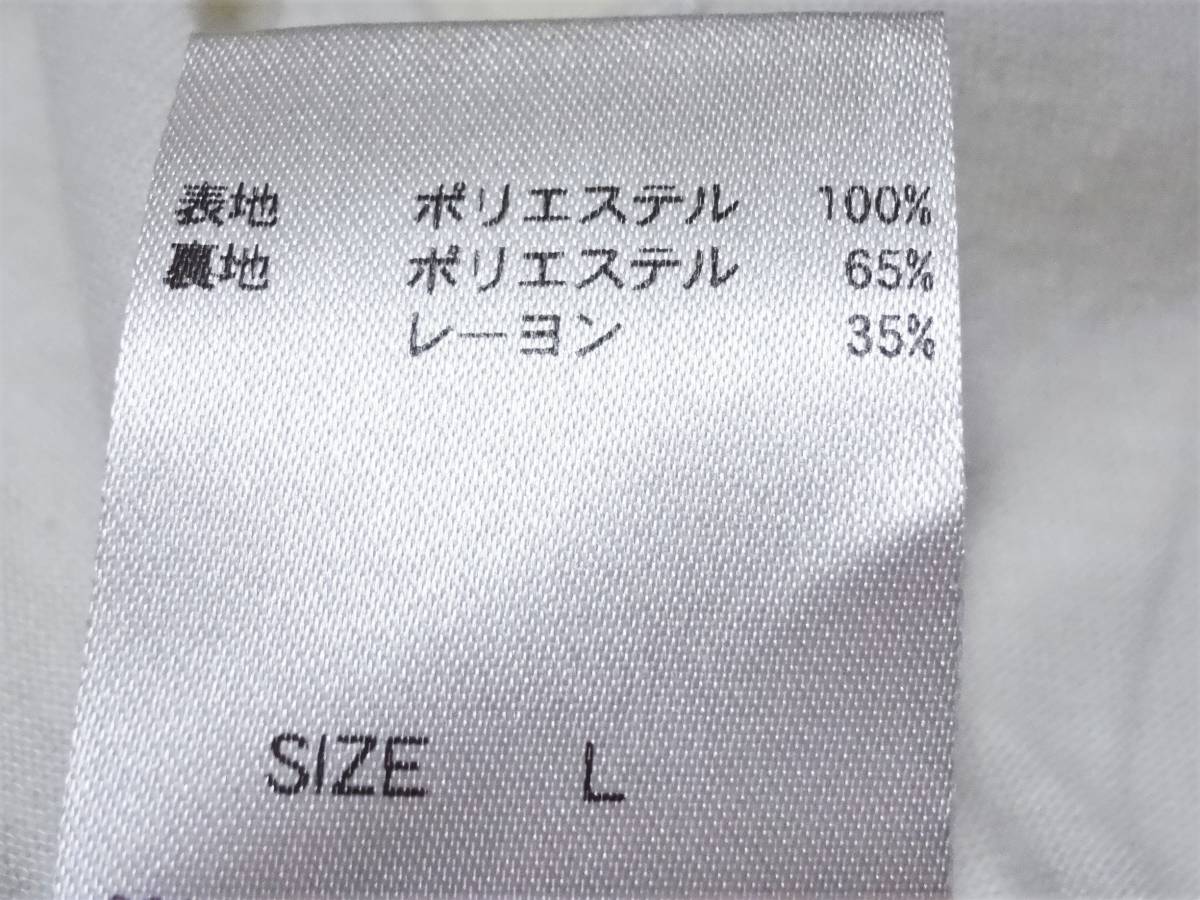 表地 ポリエステル 100%
裏地 ポリエステル 65%
レーヨン 35%
SIZE L